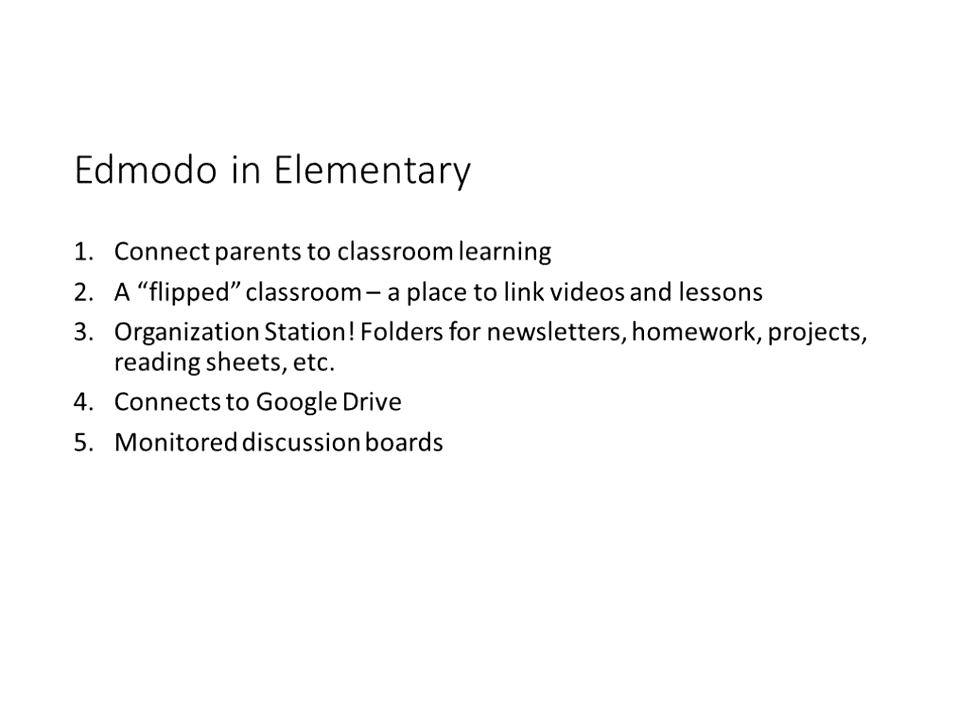 Edmodo in Elementary
1. Connect parents to classroom learning
2. A “flipped” classroom – a place to link videos and lessons
3. Organization Station! Folders for newsletters, homework, projects,
reading sheets, etc.
4. Connects to Google Drive
5. Monitored discussion boards